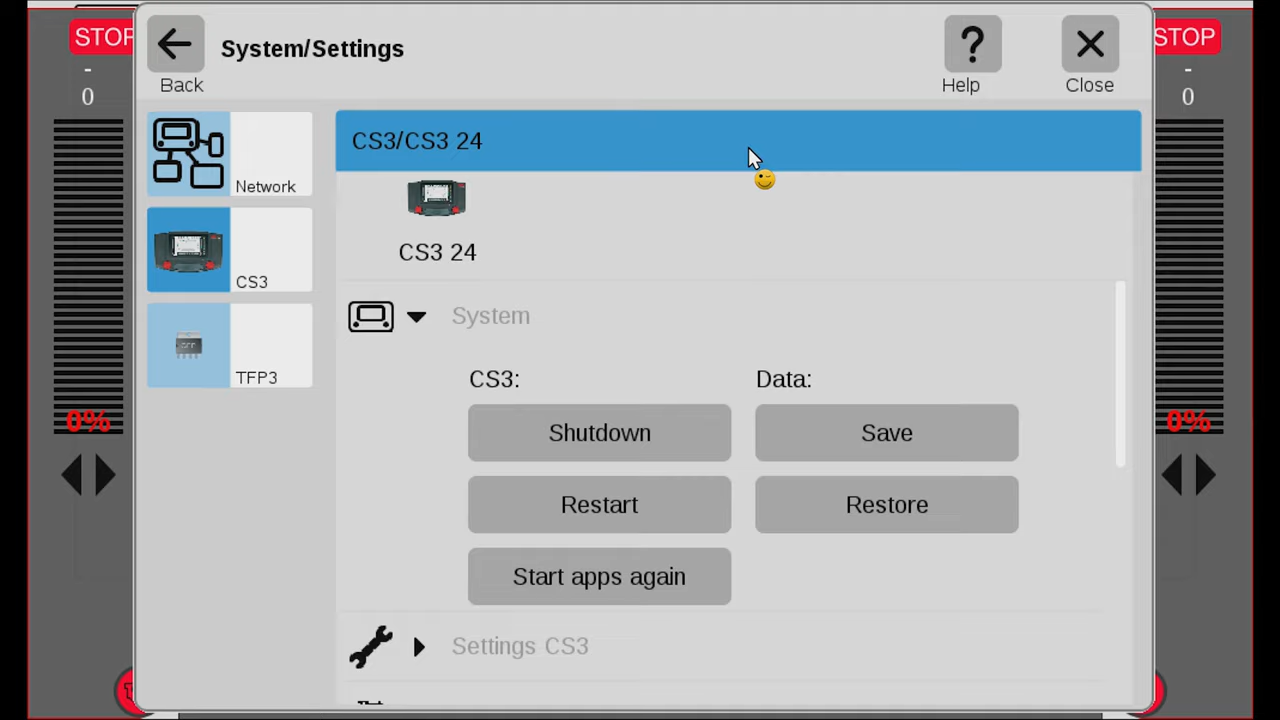 STOP
System/Settings
STOP
Back
Help
Close
-
0
-
0
CS3/CS3 24
Network
CS3 24
CS3
System
TFP3
CS3:
Data:
0%
Shutdown
Save
0%
Restart
Restore
Start apps again
Settings CS3